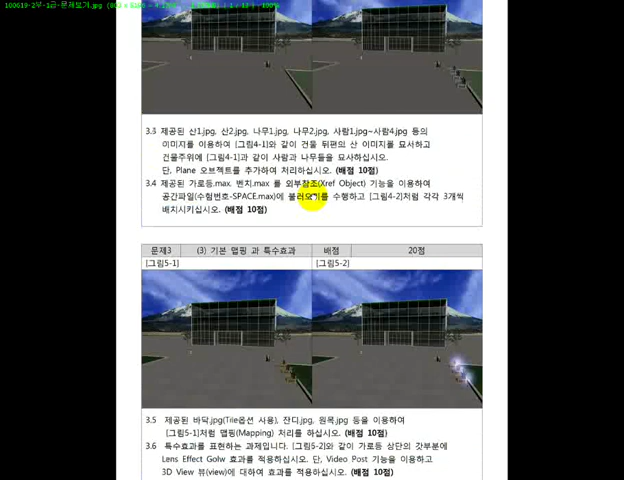 3.3 제공된 산1.jpg, 산2.jpg, 나무1.jpg, 나무2.jpg, 사람1.jpg~사람4.jpg 등의
이미지를 이용하여 [그림4-1]와 같이 건물 뒤편의 산 이미지를 묘사하고
건물주위에 [그림4-1]과 같이 사람과 나무들을 묘사하십시오.
단, Plane 오브젝트를 추가하여 처리하십시오. (배점 10점)
3.4 제공된 가로등.max, 벤치.max 를 외부참조(Xref Object) 기능을 이용하여
공간파일(수험번호-SPACE.max)에 불러오기를 수행하고 [그림4-2]처럼 각각 3개씩
배치시키십시오. (배점 10점)
문제3 (3) 기본 맵핑 과 특수효과 배점 20점
[그림5-1] [그림5-2]
3.5 제공된 바닥.jpg(Tile옵션 사용), 잔디.jpg, 원목.jpg 등을 이용하여
[그림5-1]처럼 맵핑(Mapping) 처리를 하십시오. (배점 10점)
3.6 특수효과를 표현하는 과제입니다. [그림5-2]와 같이 가로등 상단의 갓부분에
Lens Effect Golw 효과를 적용하십시오. 단, Video Post 기능을 이용하고
3D View 뷰(view)에 대하여 효과를 적용하십시오. (배점 10점)